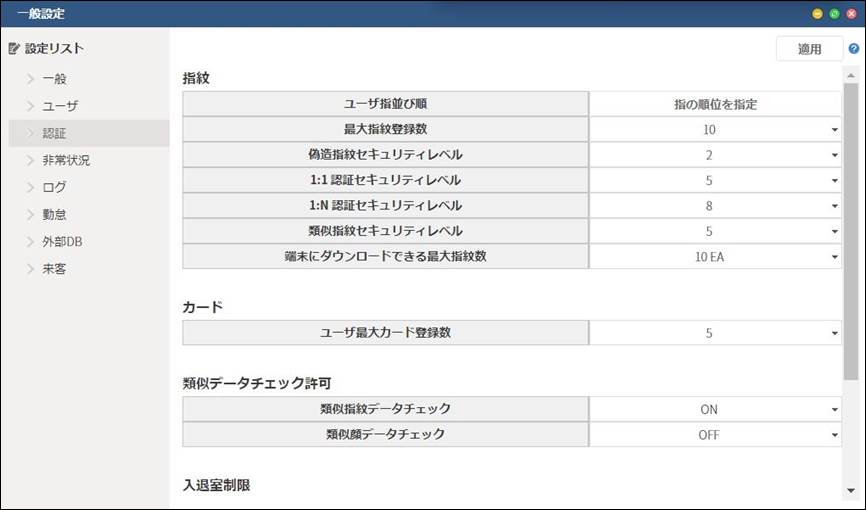 一般設定
設定リスト
一般
ユーザ
認証
非常状況
ログ
勤怠
外部DB
未客
適用
指紋
ユーザ指並び順 指の順位を指定
最大指紋登録数 10
偽造指紋セキュリティレベル 2
1:1 認証セキュリティレベル 5
1:N 認証セキュリティレベル 8
類似指紋セキュリティレベル 5
端末にダウンロードできる最大指紋数 10 EA
カード
ユーザ最大カード登録数 5
類似データチェック許可
類似指紋データチェック ON
類似顔データチェック OFF
入退室制限